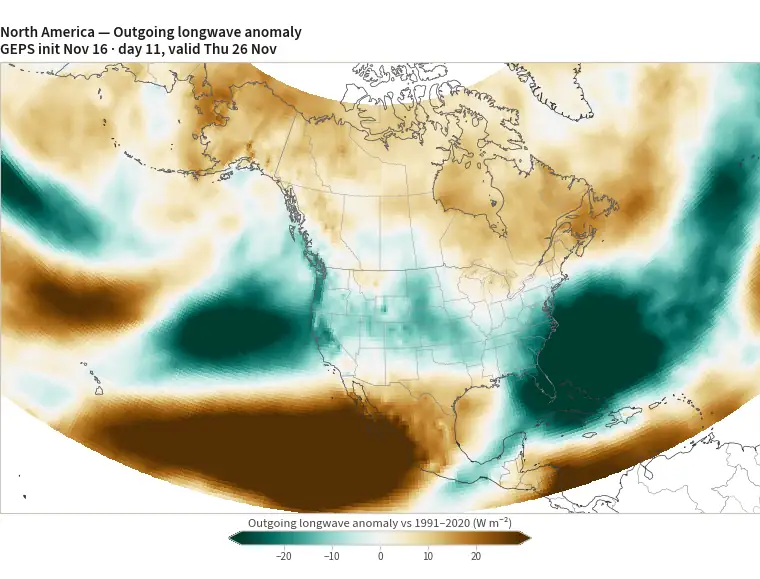 North America — Outgoing longwave anomaly
GEPS init Nov 16 · day 11, valid Thu 26 Nov
Outgoing longwave anomaly vs 1991–2020 (W m⁻²)
−20 −10 0 10 20